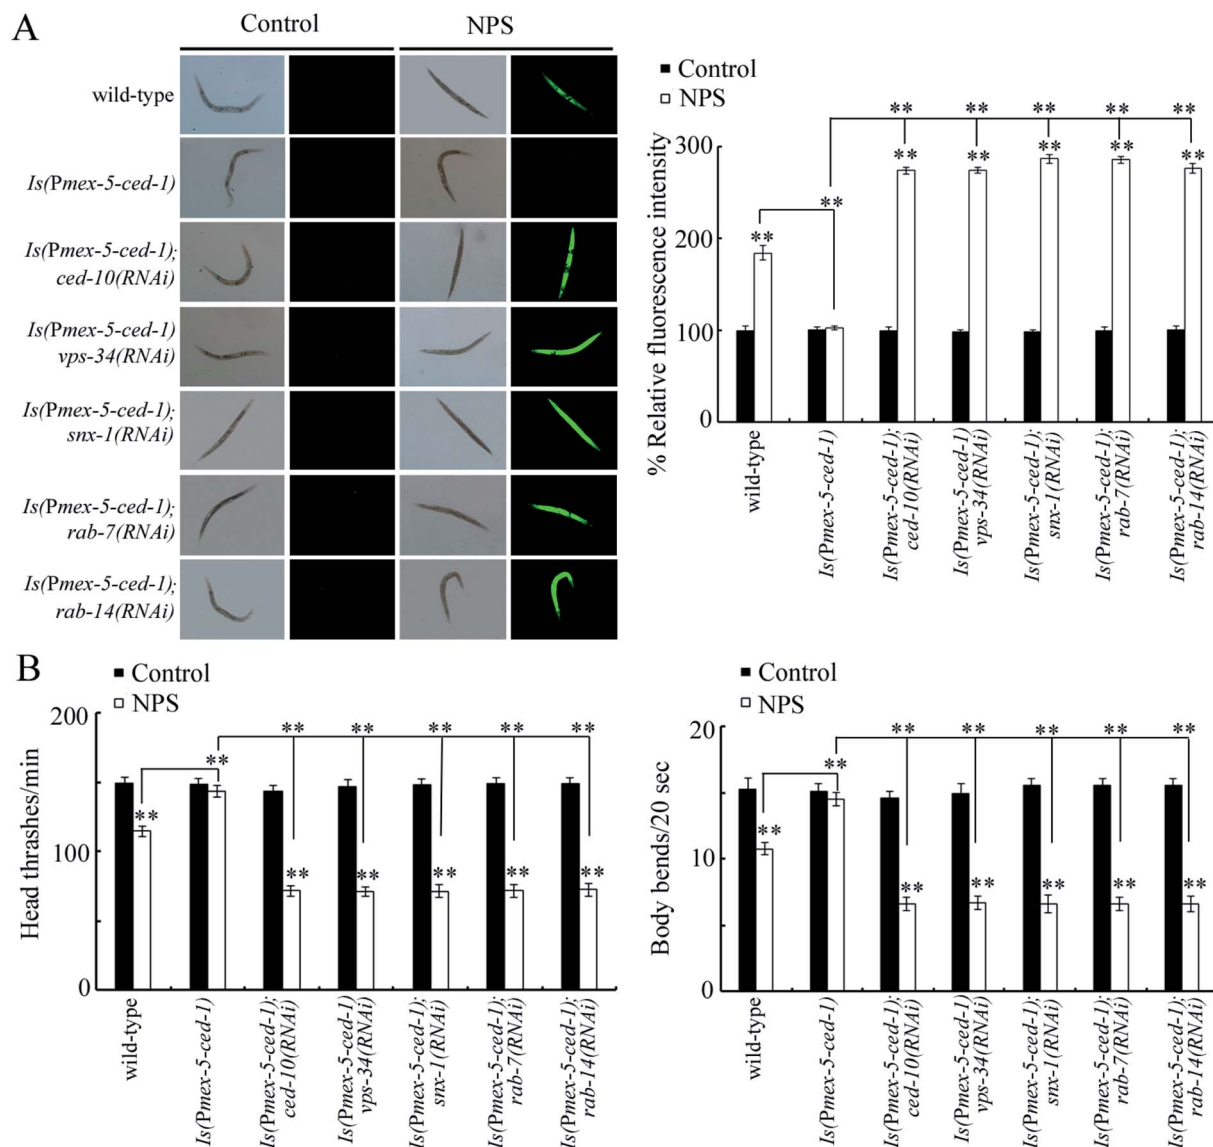 A
Control
NPS
wild-type
Is(Pmex-5-ced-1)
Is(Pmex-5-ced-1);
ced-10(RNAi)
Is(Pmex-5-ced-1)
vps-34(RNAi)
Is(Pmex-5-ced-1);
snx-1(RNAi)
Is(Pmex-5-ced-1);
rab-7(RNAi)
Is(Pmex-5-ced-1);
rab-14(RNAi)
Control
NPS
** ** ** ** **
** ** ** ** **
**
**
% Relative fluorescence intensity
300
200
100
0
wild-type
Is(Pmex-5-ced-1)
Is(Pmex-5-ced-1);
ced-10(RNAi)
Is(Pmex-5-ced-1)
vps-34(RNAi)
Is(Pmex-5-ced-1);
snx-1(RNAi)
Is(Pmex-5-ced-1);
rab-7(RNAi)
Is(Pmex-5-ced-1);
rab-14(RNAi)
B
Control
NPS
** ** ** ** **
**
**
** ** ** ** **
Head thrashes/min
200
100
0
wild-type
Is(Pmex-5-ced-1)
Is(Pmex-5-ced-1);
ced-10(RNAi)
Is(Pmex-5-ced-1)
vps-34(RNAi)
Is(Pmex-5-ced-1);
snx-1(RNAi)
Is(Pmex-5-ced-1);
rab-7(RNAi)
Is(Pmex-5-ced-1);
rab-14(RNAi)
Control
NPS
** ** ** ** **
**
**
** ** ** ** **
Body bends/20 sec
20
10
0
wild-type
Is(Pmex-5-ced-1)
Is(Pmex-5-ced-1);
ced-10(RNAi)
Is(Pmex-5-ced-1)
vps-34(RNAi)
Is(Pmex-5-ced-1);
snx-1(RNAi)
Is(Pmex-5-ced-1);
rab-7(RNAi)
Is(Pmex-5-ced-1);
rab-14(RNAi)